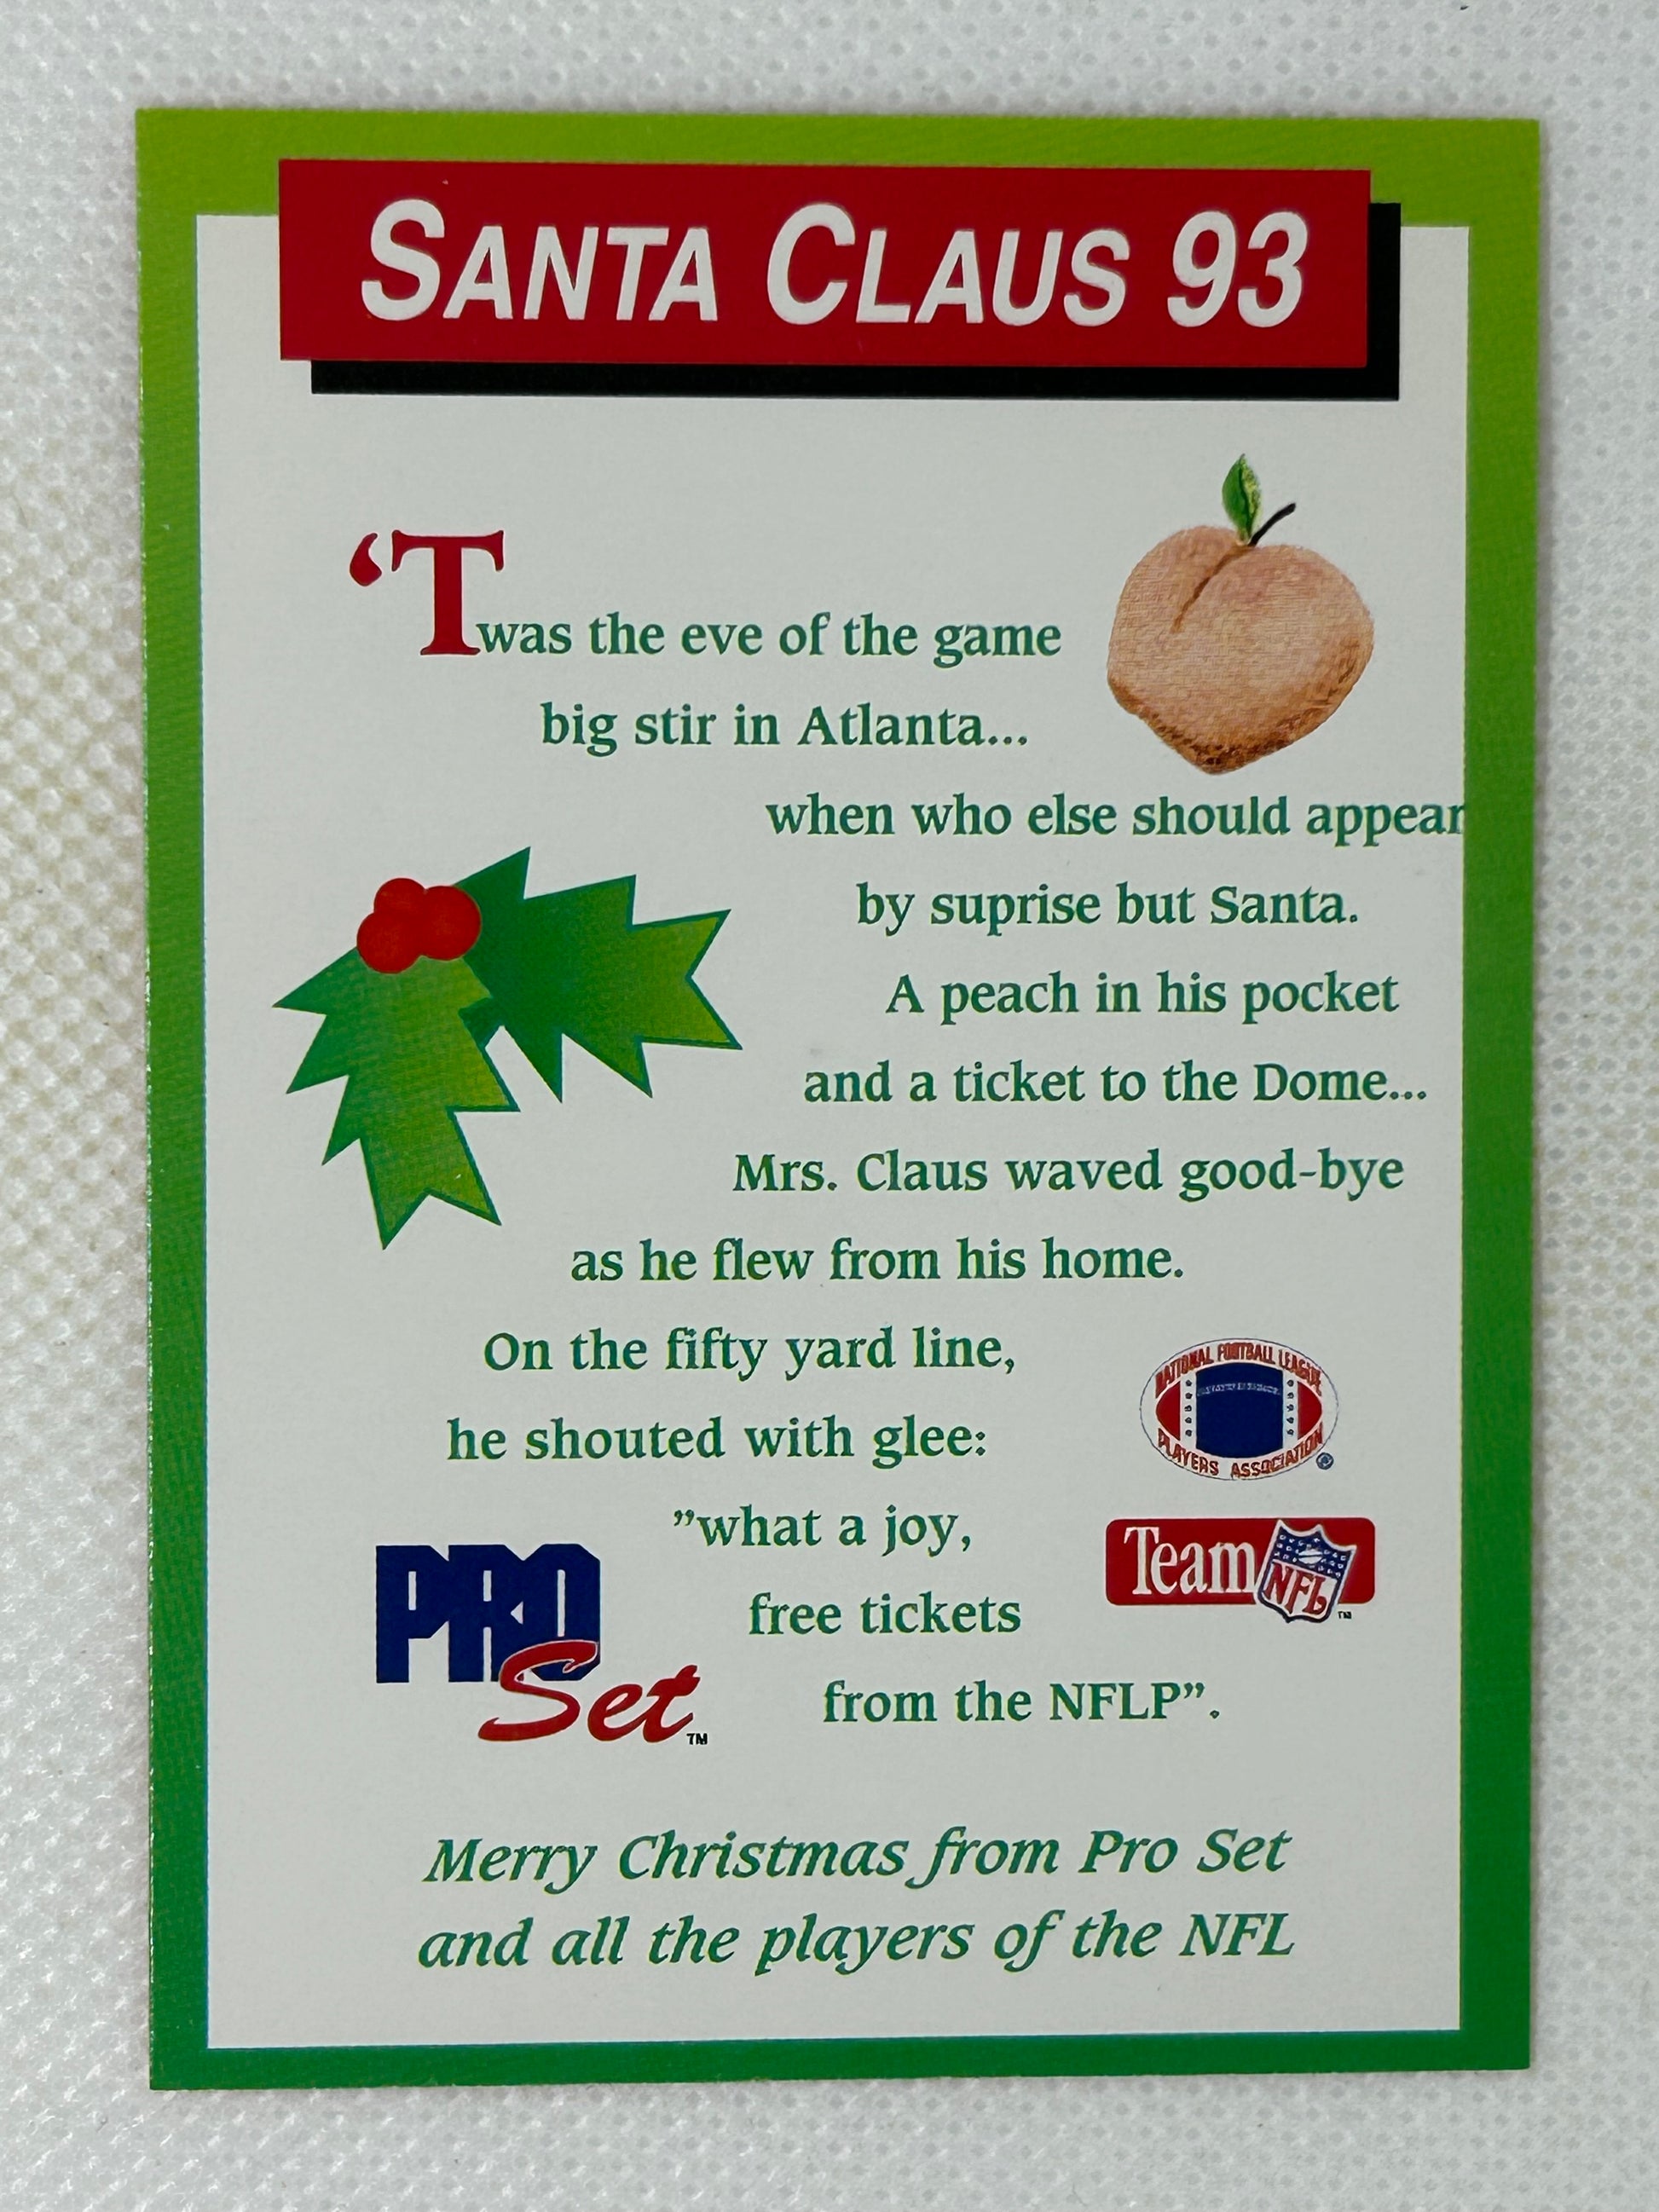 SANTA CLAUS 93
‘Twas the eve of the game
big stir in Atlanta...
when who else should appear
by suprise but Santa.
A peach in his pocket
and a ticket to the Dome...
Mrs. Claus waved good-bye
as he flew from his home.
On the fifty yard line,
he shouted with glee:
”what a joy,
free tickets
from the NFLP”.
NATIONAL FOOTBALL LEAGUE
PLAYERS ASSOCIATION ®
Team NFL ™
PRO
Set ™
Merry Christmas from Pro Set
and all the players of the NFL